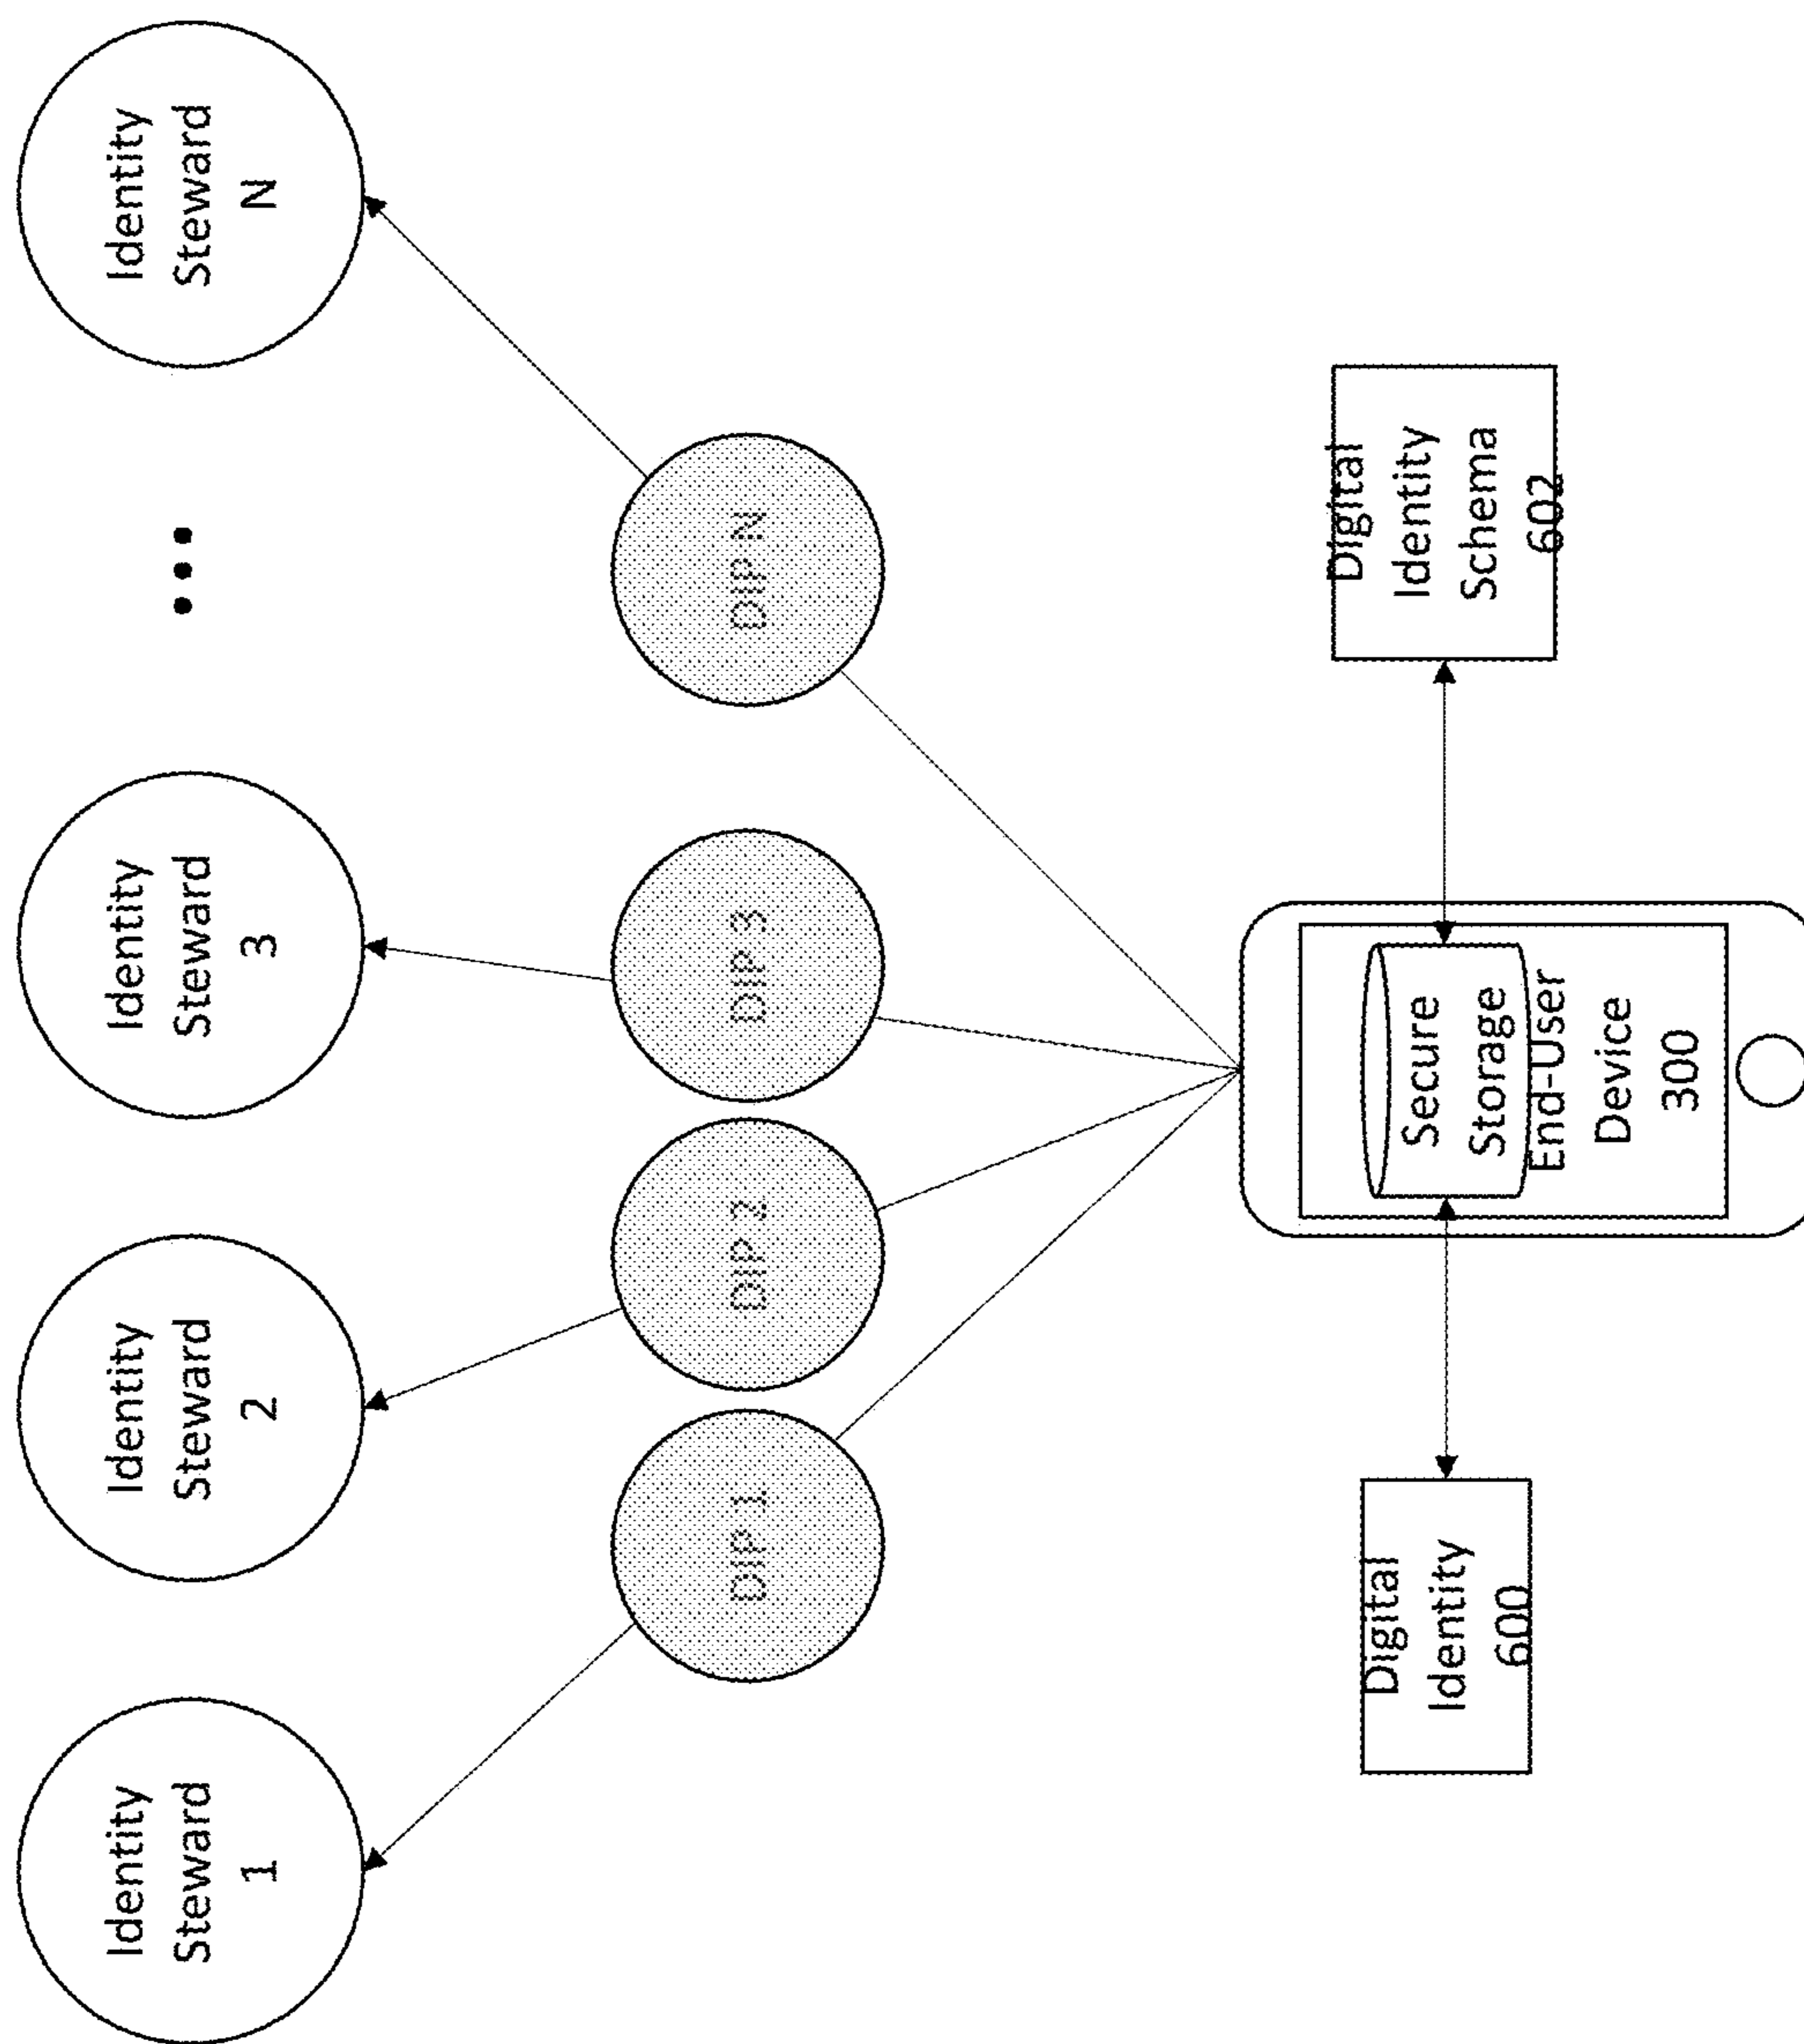 Identity
Steward
1
Identity
Steward
2
Identity
Steward
3
...
Identity
Steward
N
DIP 1
DIP 2
DIP 3
DIP N
Digital
Identity
600
Secure
Storage
End-User
Device
300
Digital
Identity
Schema
602